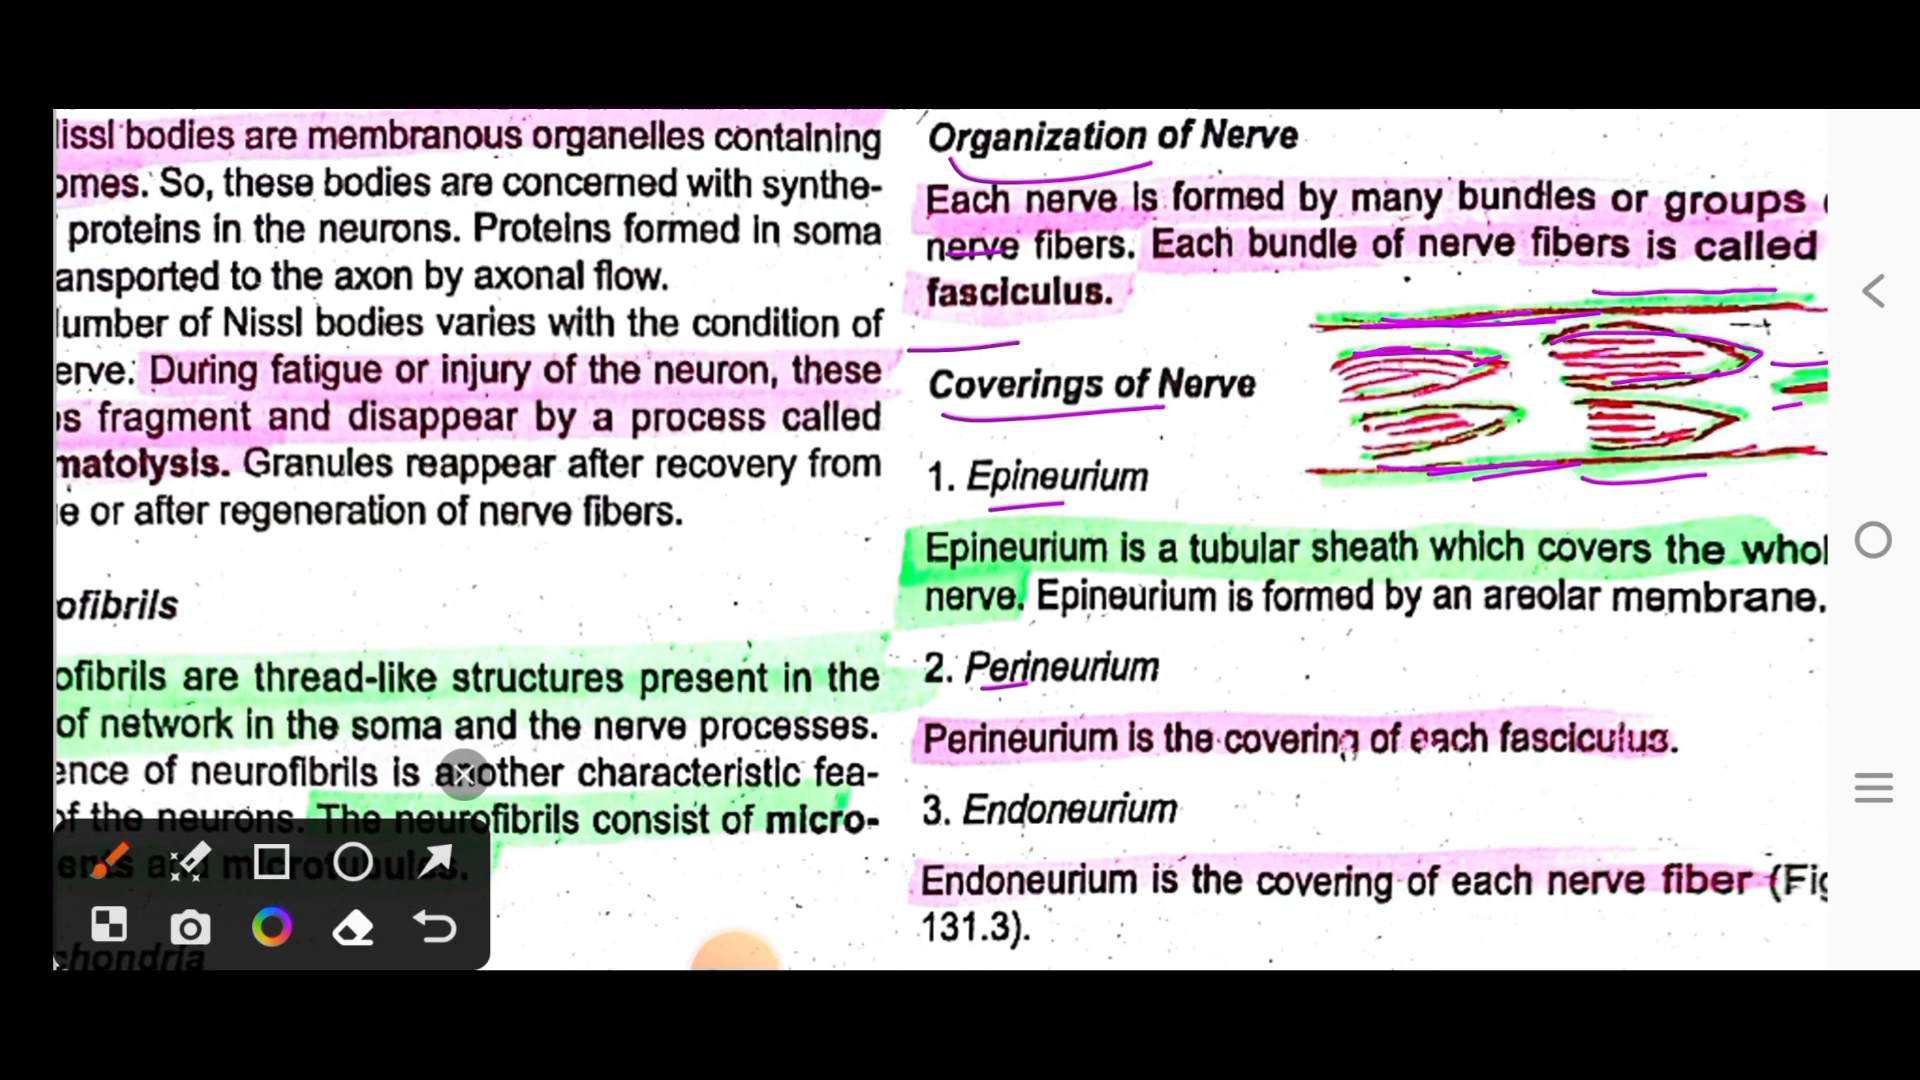 lissl bodies are membranous organelles containing
omes. So, these bodies are concerned with synthe-
proteins in the neurons. Proteins formed in soma
ansported to the axon by axonal flow.
lumber of Nissl bodies varies with the condition of
erve. During fatigue or injury of the neuron, these
s fragment and disappear by a process called
matolysis. Granules reappear after recovery from
e or after regeneration of nerve fibers.
ofibrils
ofibrils are thread-like structures present in the
of network in the soma and the nerve processes.
ence of neurofibrils is another characteristic fea-
of the neurons. The neurofibrils consist of micro-
ents and microtubules.
chondria
Organization of Nerve
Each nerve is formed by many bundles or groups
nerve fibers. Each bundle of nerve fibers is called
fasciculus.
Coverings of Nerve
1. Epineurium
Epineurium is a tubular sheath which covers the whol
nerve. Epineurium is formed by an areolar membrane.
2. Perineurium
Perineurium is the covering of each fasciculus.
3. Endoneurium
Endoneurium is the covering of each nerve fiber (Fig
131.3).